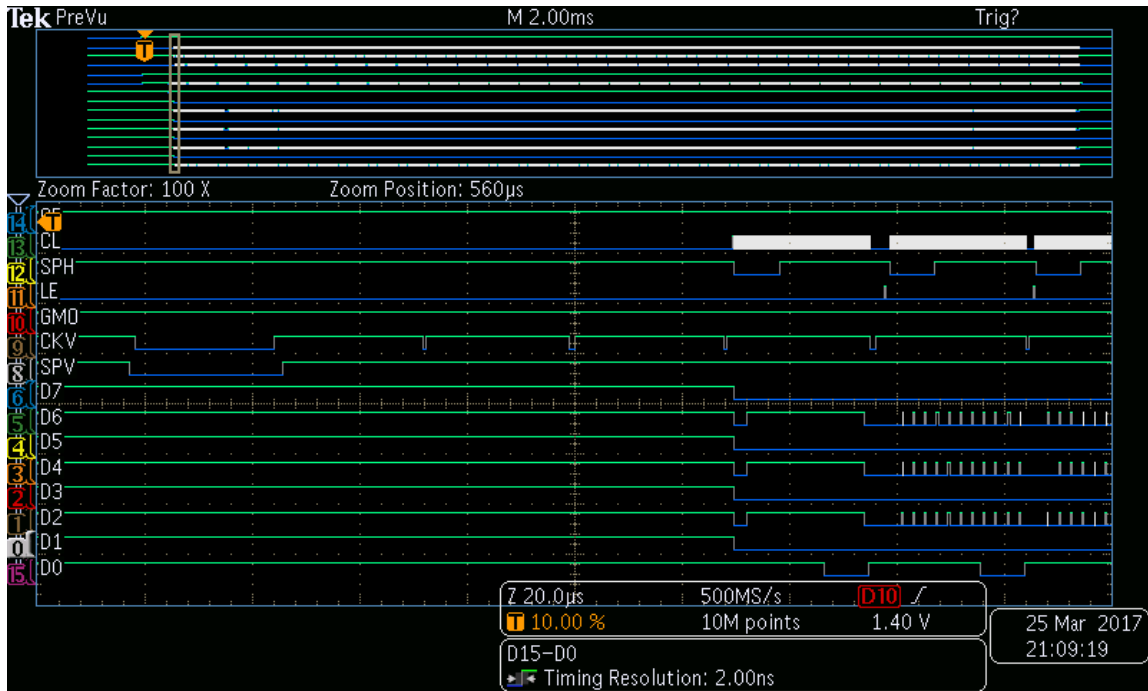 Tek PreVu M 2.00ms Trig?
T
Zoom Factor: 100 X Zoom Position: 560µs
14 T
13 CL
12 SPH
11 LE
10 GMO
9 CKV
8 SPV
6 D7
5 D6
4 D5
3 D4
2 D3
1 D2
0 D1
15 D0
Z 20.0µs 500MS/s D10
T 10.00 % 10M points 1.40 V
D15-D0
Timing Resolution: 2.00ns
25 Mar 2017
21:09:19